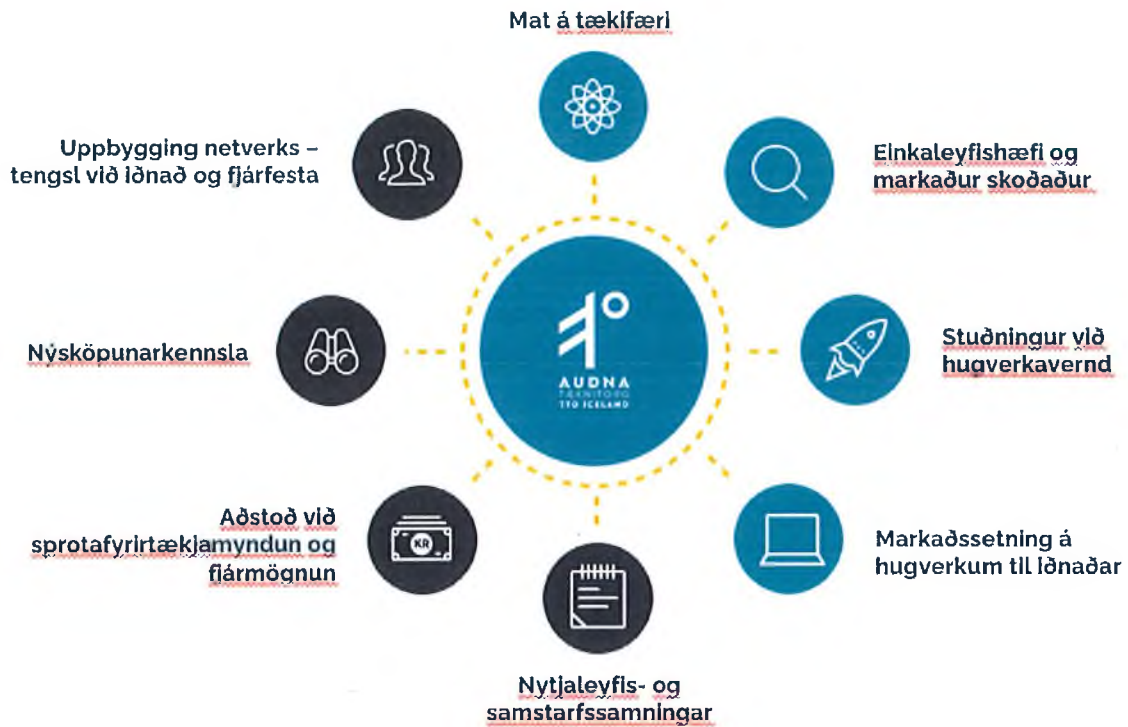 Mat á tækifæri
Uppbygging netverks –
tengsl við iðnað og fjárfesta
Einkaleyfishæfi og
markaður skoðaður
Nýsköpunarkennsla
AUDNA
TÆKNITORG
TTO ICELAND
Stuðningur við
hugverkavernd
Aðstoð við
sprotafyrirtækjamyndun og
fjármögnun
KR
Markaðssetning á
hugverkum til iðnaðar
Nytjaleyfis- og
samstarfssamningar